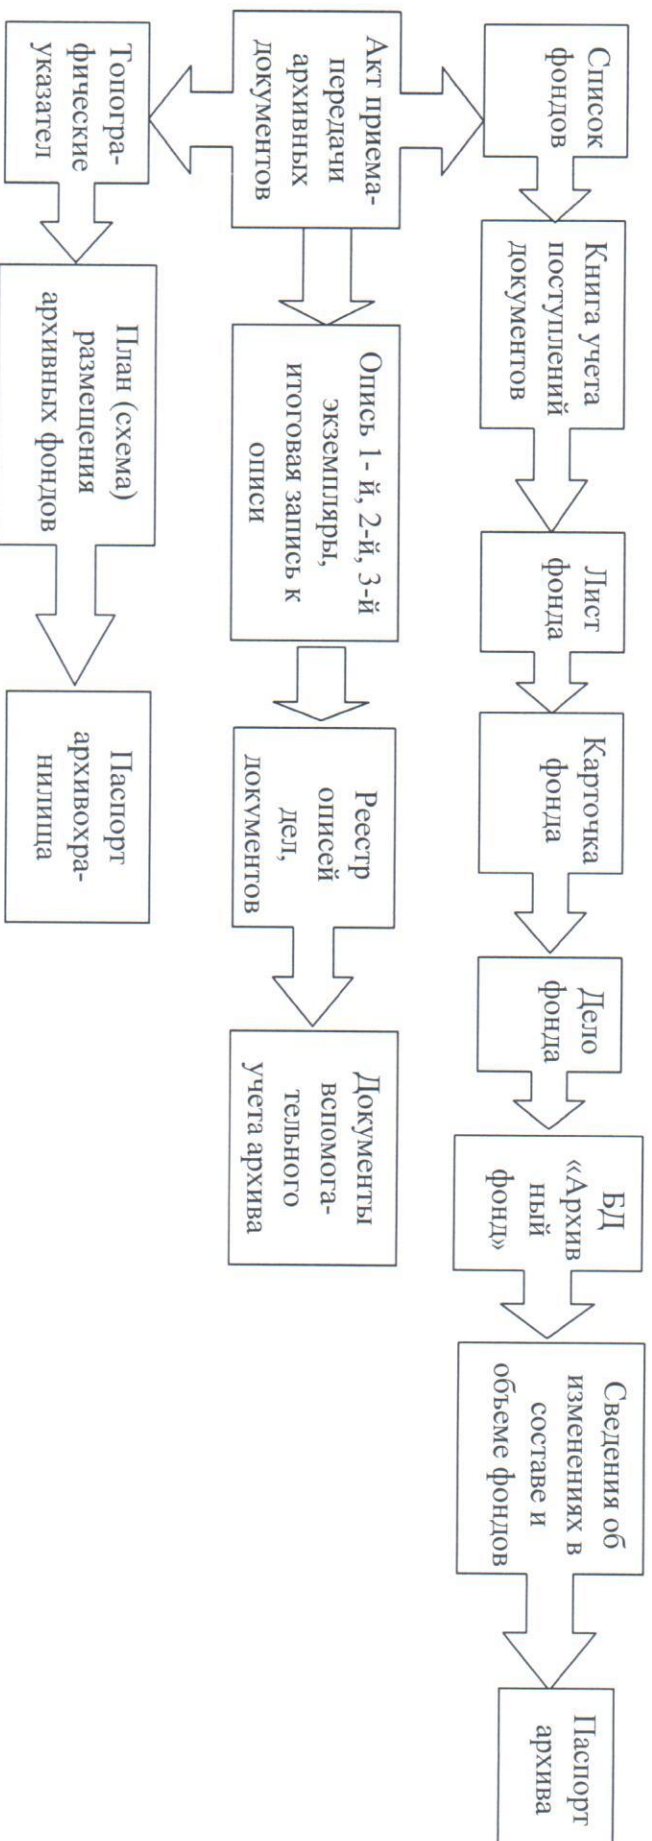 Список
фондов
Книга учета
поступлений
документов
Лист
фонда
Карточка
фонда
Дело
фонда
БД
«Архив
ный
фонд»
Сведения об
изменениях в
составе и
объеме фондов
Паспорт
архива
Акт приема-
передачи
архивных
документов
Опись 1- й, 2-й, 3-й
экземпляры,
итоговая запись к
описи
Реестр
описей
дел,
документов
Документы
вспомога-
тельного
учета архива
Топогра-
фические
указател
План (схема)
размещения
архивных фондов
Паспорт
архивохра-
нилища